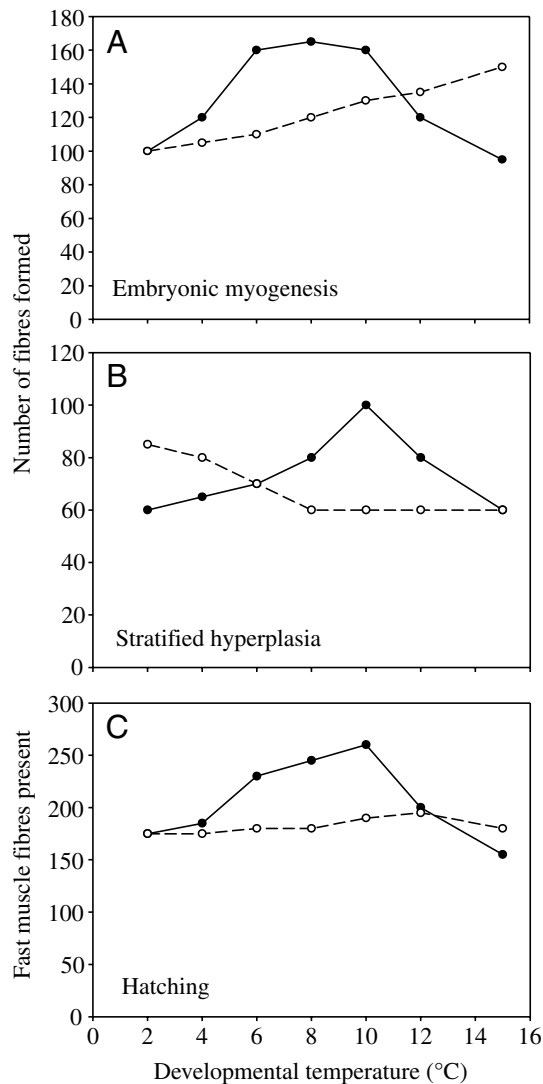 A
180
160
140
120
100
80
60
40
20
0
Embryonic myogenesis
Number of fibres formed
B
120
100
80
60
40
20
0
Stratified hyperplasia
C
300
250
200
150
100
50
0
Hatching
Fast muscle fibres present
0 2 4 6 8 10 12 14 16
Developmental temperature (°C)